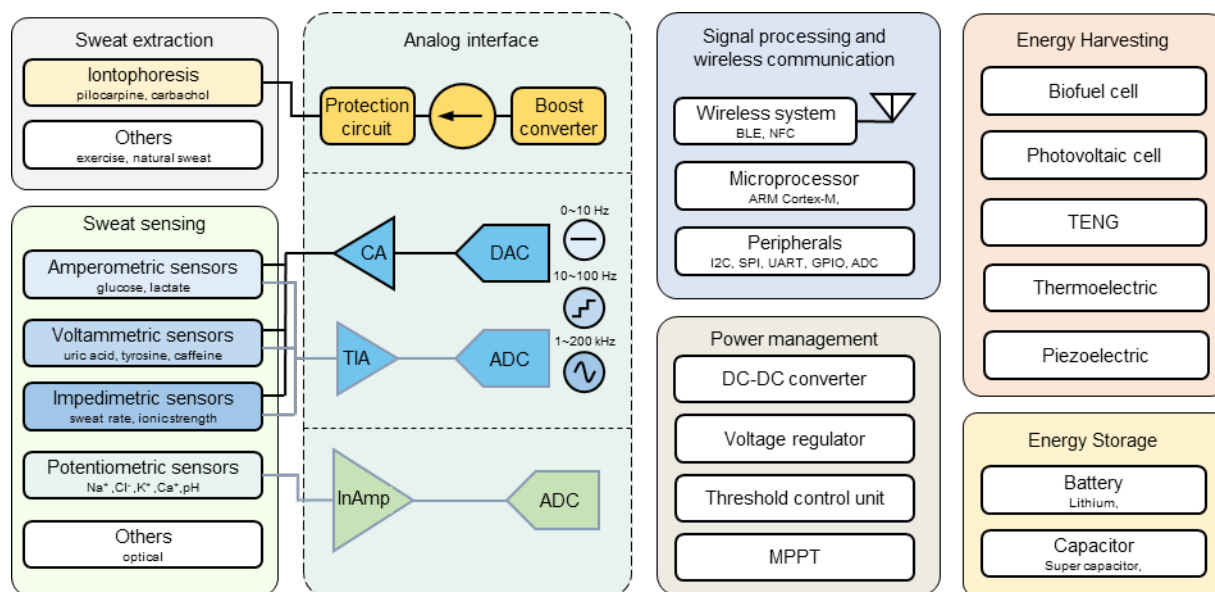 Sweat extraction
Iontophoresis
pilocarpine, carbachol
Others
exercise, natural sweat
Sweat sensing
Amperometric sensors
glucose, lactate
Voltammetric sensors
uric acid, tyrosine, caffeine
Impedimetric sensors
sweat rate, ionic strength
Potentiometric sensors
Na⁺ ,Cl⁻,K⁺ ,Ca⁺,pH
Others
optical
Analog interface
Protection
circuit
Boost
converter
CA
DAC
0~10 Hz
10~100 Hz
1~200 kHz
TIA
ADC
InAmp
ADC
Signal processing and
wireless communication
Wireless system
BLE, NFC
Microprocessor
ARM Cortex-M,
Peripherals
I2C, SPI, UART, GPIO, ADC
Power management
DC-DC converter
Voltage regulator
Threshold control unit
MPPT
Energy Harvesting
Biofuel cell
Photovoltaic cell
TENG
Thermoelectric
Piezoelectric
Energy Storage
Battery
Lithium,
Capacitor
Super capacitor,